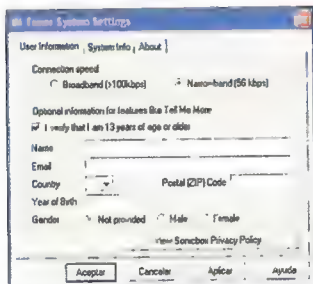 System Settings
User Information System Info About
Connection speed
Broadband (>100kbps) Narrow-band (56 kbps)
Optional information for features like Tell Me More
I verify that I am 13 years of age or older
Name
Email
Country Postal (ZIP) Code
Year of Birth
Gender Not provided Male Female
View Sonicbox Privacy Policy
Aceptar Cancelar Aplicar Ayuda